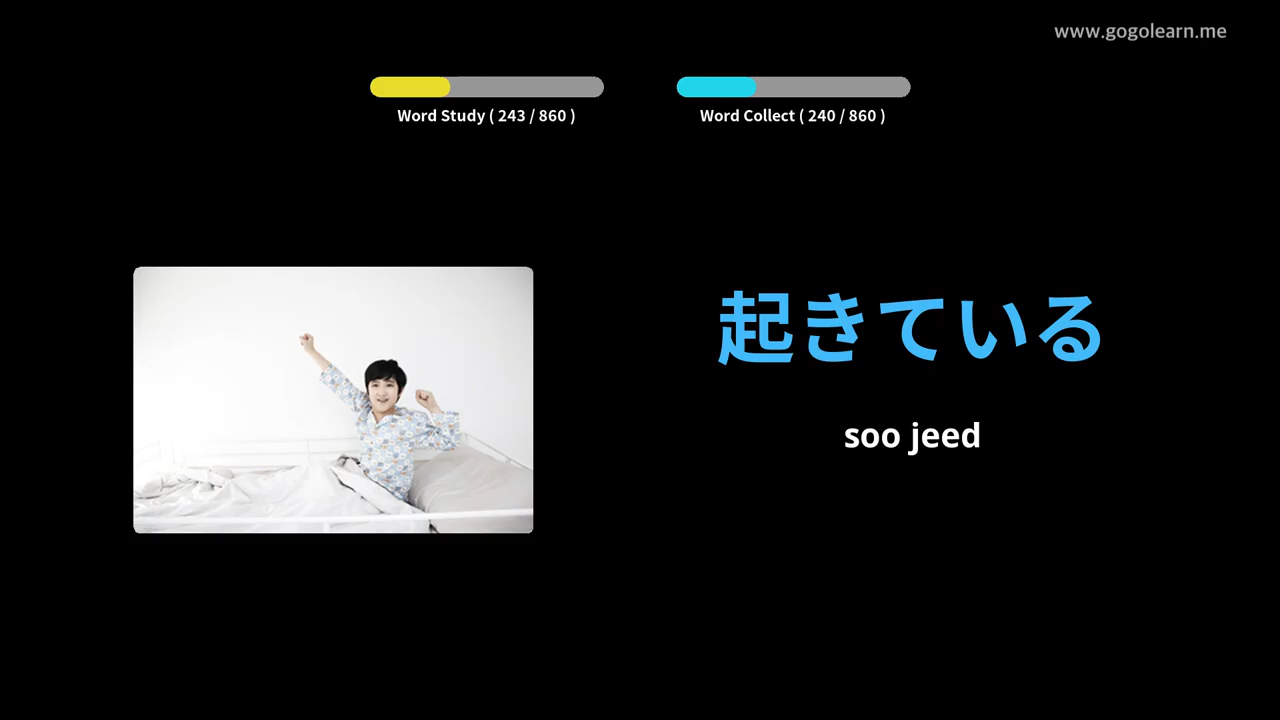 www.gogolearn.me
Word Study ( 243 / 860 )
Word Collect ( 240 / 860 )
起きている
soo jeed